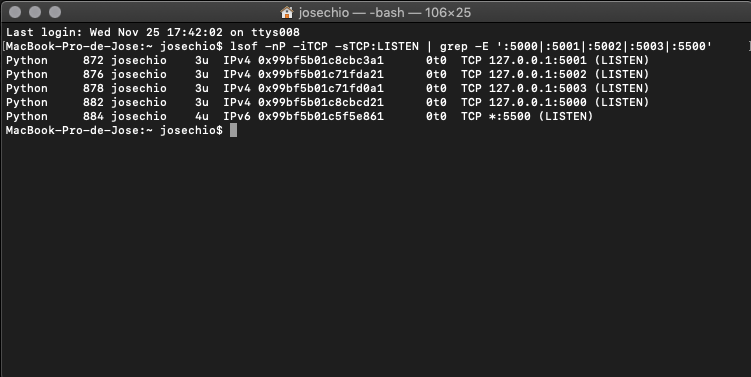 josechio — -bash — 106×25
Last login: Wed Nov 25 17:42:02 on ttys008
[MacBook-Pro-de-Jose:~ josechio$ lsof -nP -iTCP -sTCP:LISTEN | grep -E ':5000|:5001|:5002|:5003|:5500' ]
Python 872 josechio 3u IPv4 0x99bf5b01c8cbc3a1 0t0 TCP 127.0.0.1:5001 (LISTEN)
Python 876 josechio 3u IPv4 0x99bf5b01c71fda21 0t0 TCP 127.0.0.1:5002 (LISTEN)
Python 878 josechio 3u IPv4 0x99bf5b01c71fd0a1 0t0 TCP 127.0.0.1:5003 (LISTEN)
Python 882 josechio 3u IPv4 0x99bf5b01c8cbcd21 0t0 TCP 127.0.0.1:5000 (LISTEN)
Python 884 josechio 4u IPv6 0x99bf5b01c5f5e861 0t0 TCP *:5500 (LISTEN)
MacBook-Pro-de-Jose:~ josechio$